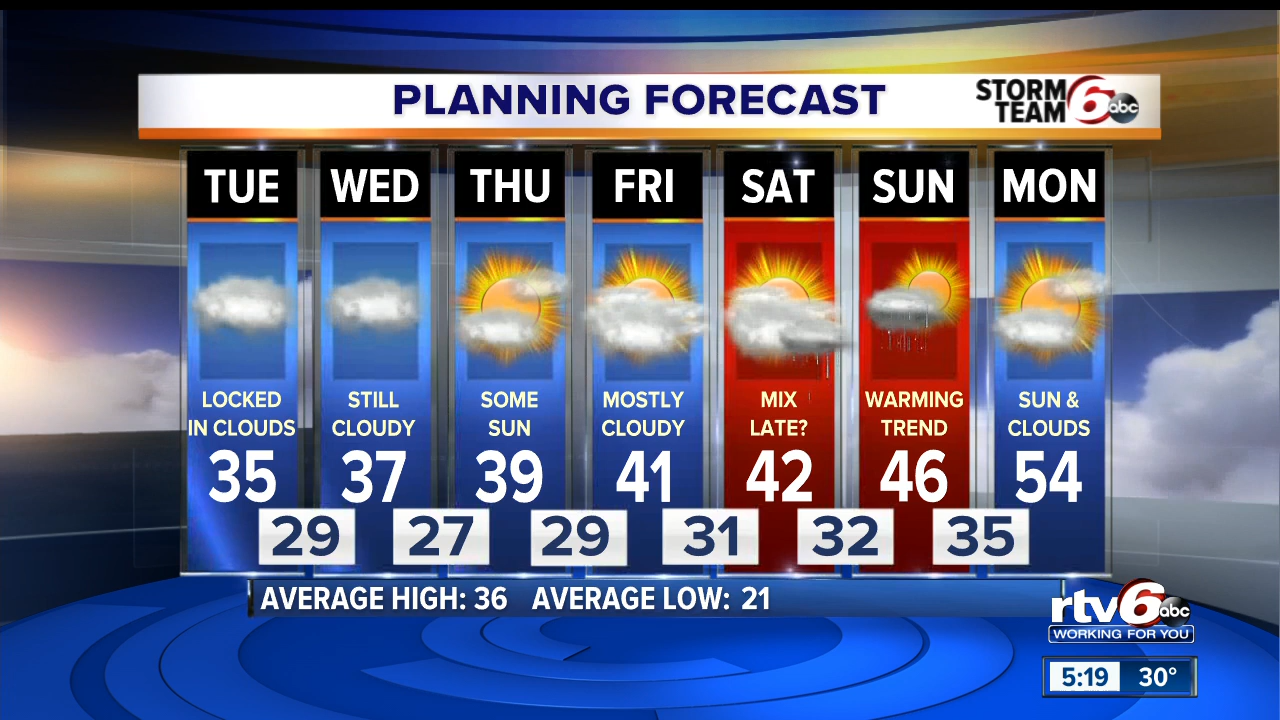 PLANNING FORECAST
STORM
TEAM 6 abc
TUE WED THU FRI SAT SUN MON
LOCKED STILL SOME MOSTLY MIX WARMING SUN &
IN CLOUDS CLOUDY SUN CLOUDY LATE? TREND CLOUDS
35 37 39 41 42 46 54
29 27 29 31 32 35
AVERAGE HIGH: 36 AVERAGE LOW: 21
rtv6 abc
WORKING FOR YOU
5:19 30°